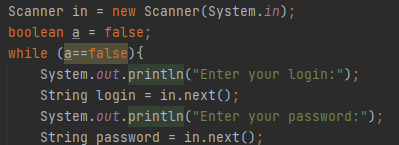 Scanner in = new Scanner(System.in);
boolean a = false;
while (a==false){
System.out.println("Enter your login:");
String login = in.next();
System.out.println("Enter your password:");
String password = in.next();